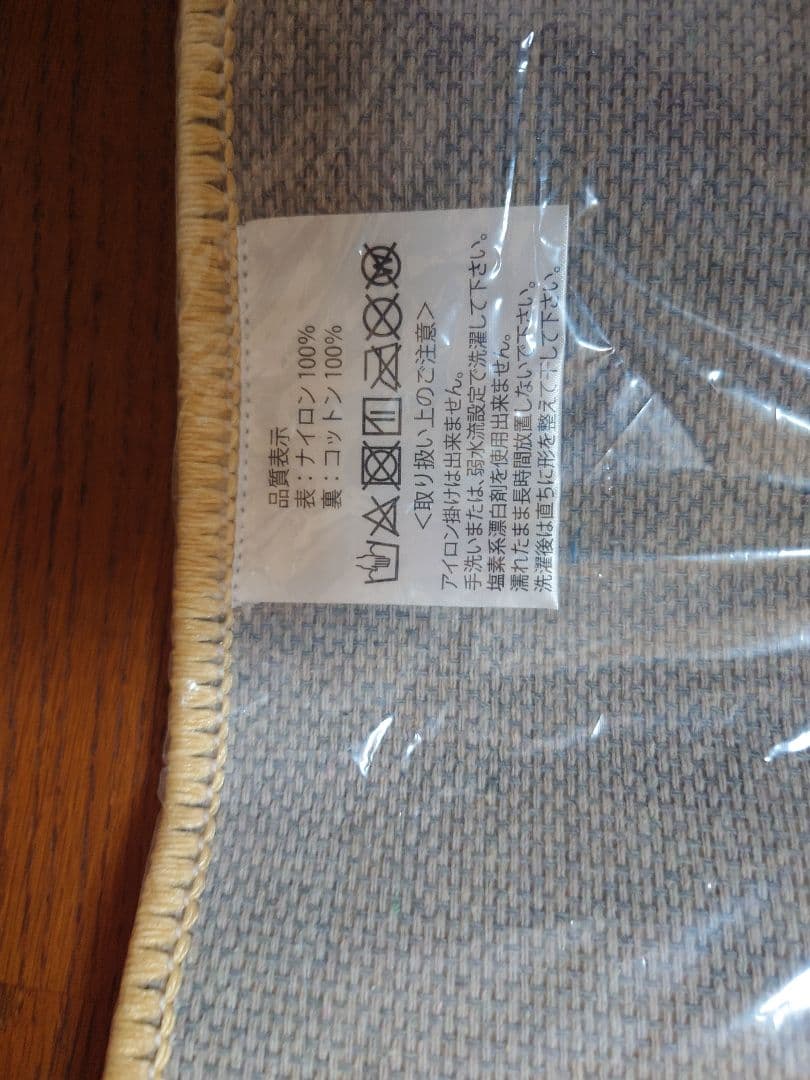 品質表示
表：ナイロン100%
裏：コットン100%
＜取り扱い上のご注意＞
アイロン掛けは出来ません。
手洗いまたは、弱水流設定で洗濯して下さい。
塩素系漂白剤を使用出来ません。
濡れたまま長時間放置しないで下さい。
洗濯後は直ちに形を整えて干して下さい。